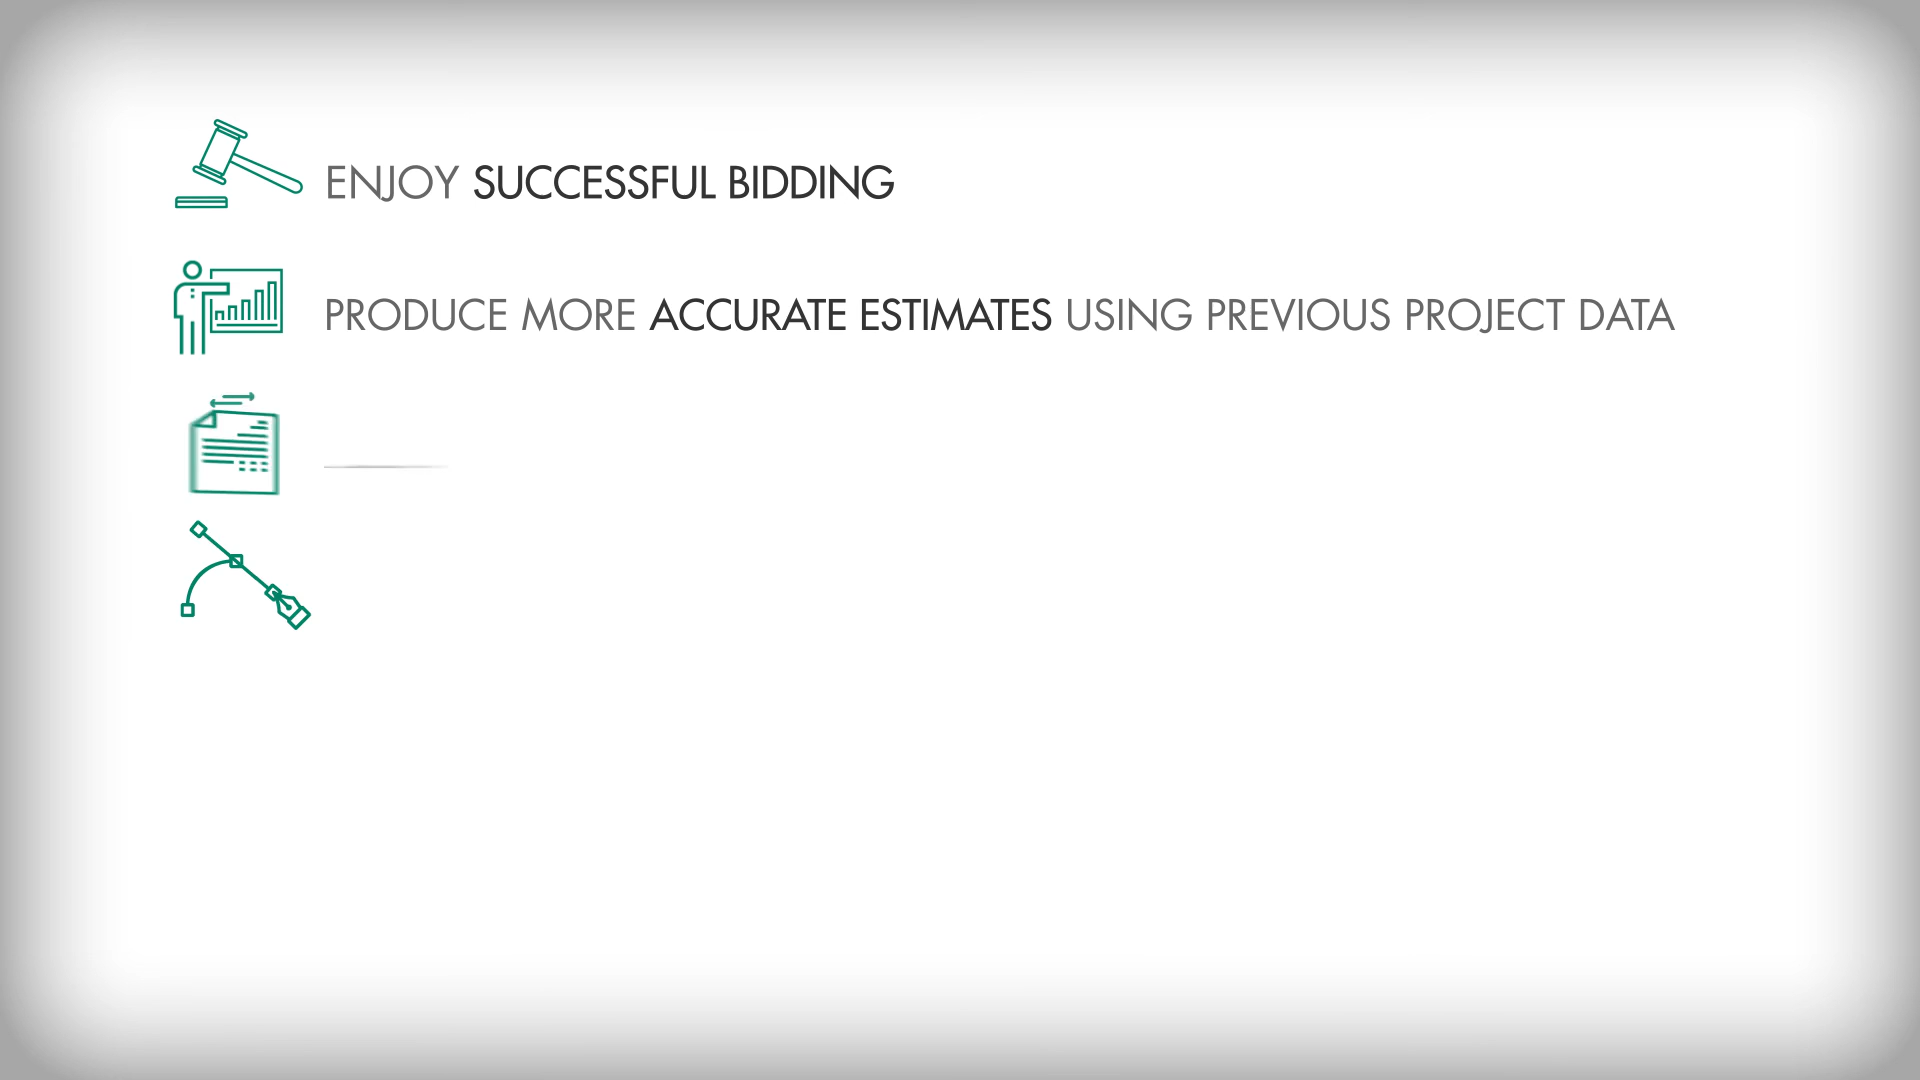 ENJOY SUCCESSFUL BIDDING
PRODUCE MORE ACCURATE ESTIMATES USING PREVIOUS PROJECT DATA